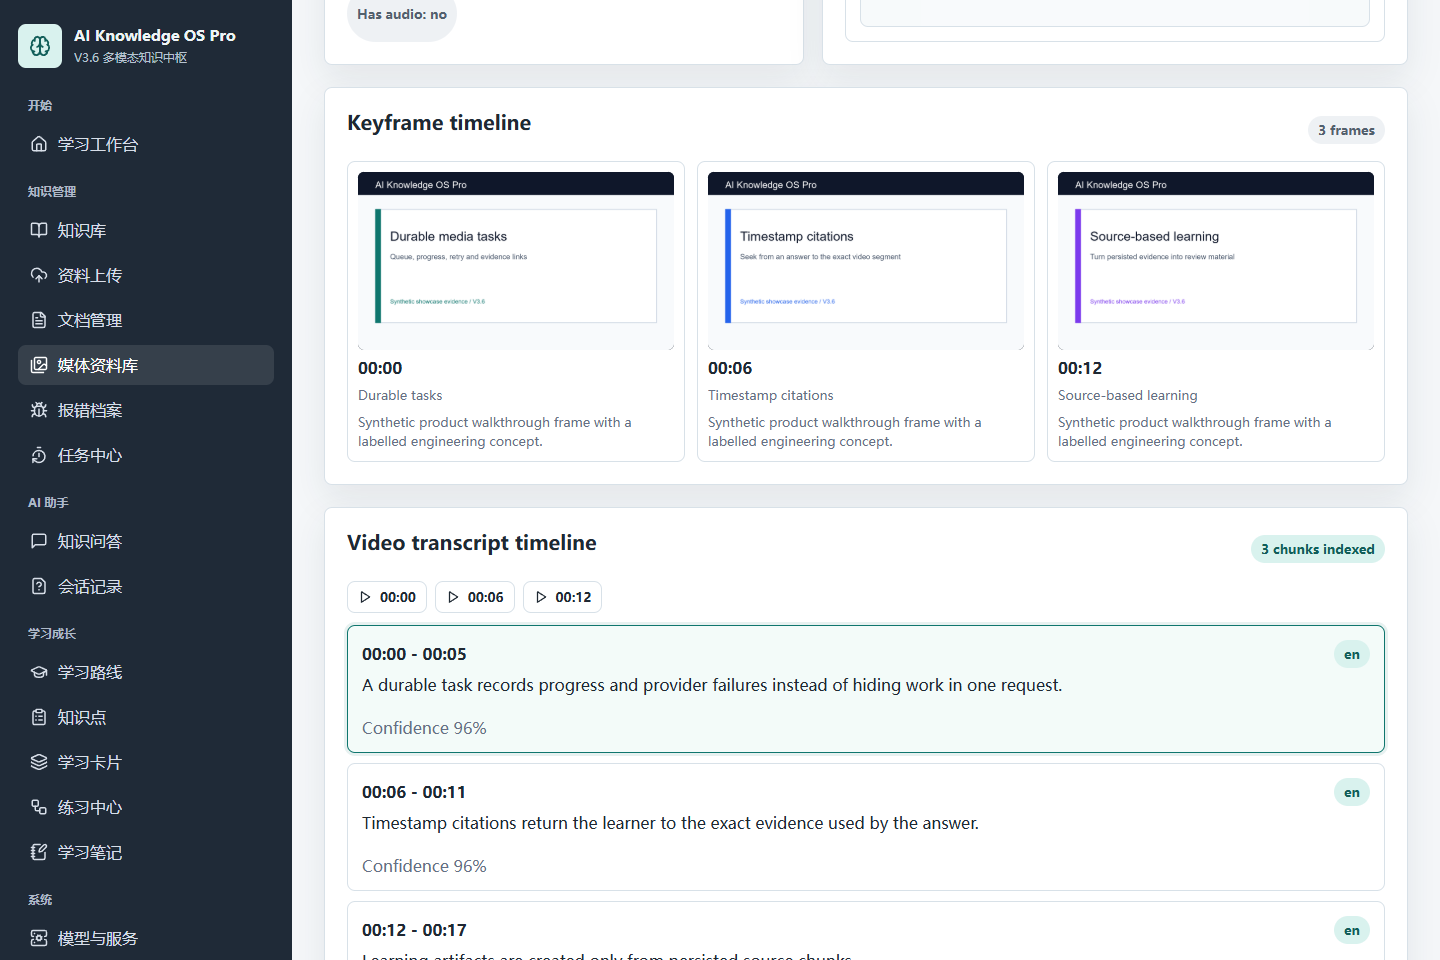 AI Knowledge OS Pro
V3.6 多模态知识中枢
开始
学习工作台
知识管理
知识库
资料上传
文档管理
媒体资料库
报错档案
任务中心
AI 助手
知识问答
会话记录
学习成长
学习路线
知识点
学习卡片
练习中心
学习笔记
系统
模型与服务
Has audio: no
Keyframe timeline
3 frames
AI Knowledge OS Pro
Durable media tasks
Queue, progress, retry and evidence links
Synthetic showcase evidence / V3.6
00:00
Durable tasks
Synthetic product walkthrough frame with a
labelled engineering concept.
AI Knowledge OS Pro
Timestamp citations
Seek from an answer to the exact video segment
Synthetic showcase evidence / V3.6
00:06
Timestamp citations
Synthetic product walkthrough frame with a
labelled engineering concept.
AI Knowledge OS Pro
Source-based learning
Turn persisted evidence into review material
Synthetic showcase evidence / V3.6
00:12
Source-based learning
Synthetic product walkthrough frame with a
labelled engineering concept.
Video transcript timeline
3 chunks indexed
00:00
00:06
00:12
00:00 - 00:05
en
A durable task records progress and provider failures instead of hiding work in one request.
Confidence 96%
00:06 - 00:11
en
Timestamp citations return the learner to the exact evidence used by the answer.
Confidence 96%
00:12 - 00:17
en
Learning artifacts are created only from persisted source chunks.